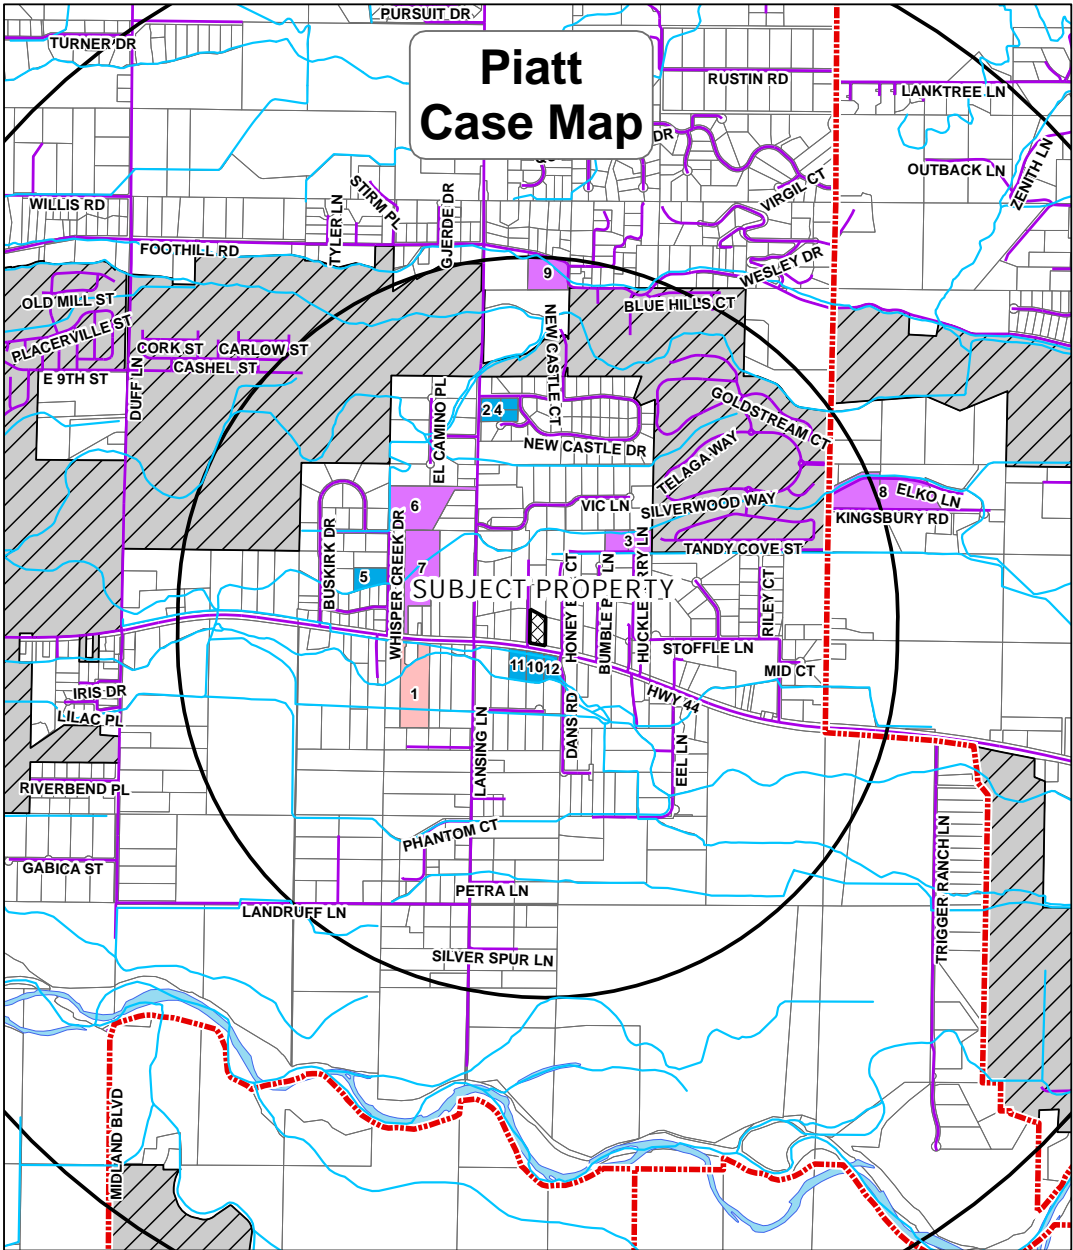 PURSUIT DR
TURNER DR
Piatt
Case Map
RUSTIN RD
LANKTREE LN
DR
OUTBACK LN
ZENITH LN
VIRGIL CT
STIRM PL
WILLIS RD
TYLER LN
GJERDE DR
FOOTHILL RD
WESLEY DR
9
OLD MILL ST
BLUE HILLS CT
PLACERVILLE ST
CORK ST
CARLOW ST
CASHEL ST
E 9TH ST
DUFF LN
NEW CASTLE CT
EL CAMINO PL
2 4
GOLDSTREAM CT
NEW CASTLE DR
TELAGA WAY
6
VIC LN
SILVERWOOD WAY
8
ELKO LN
KINGSBURY RD
BUSKIRK DR
WHISPER CREEK DR
3
TANDY COVE ST
5
7
SUBJECT PROPERTY
RILEY CT
STOFFLE LN
11
10
12
MID CT
IRIS DR
LILAC PL
1
HWY 44
LANSING LN
DANS RD
EEL LN
RIVERBEND PL
PHANTOM CT
GABICA ST
PETRA LN
TRIGGER RANCH LN
LANDRUFF LN
SILVER SPUR LN
MIDLAND BLVD